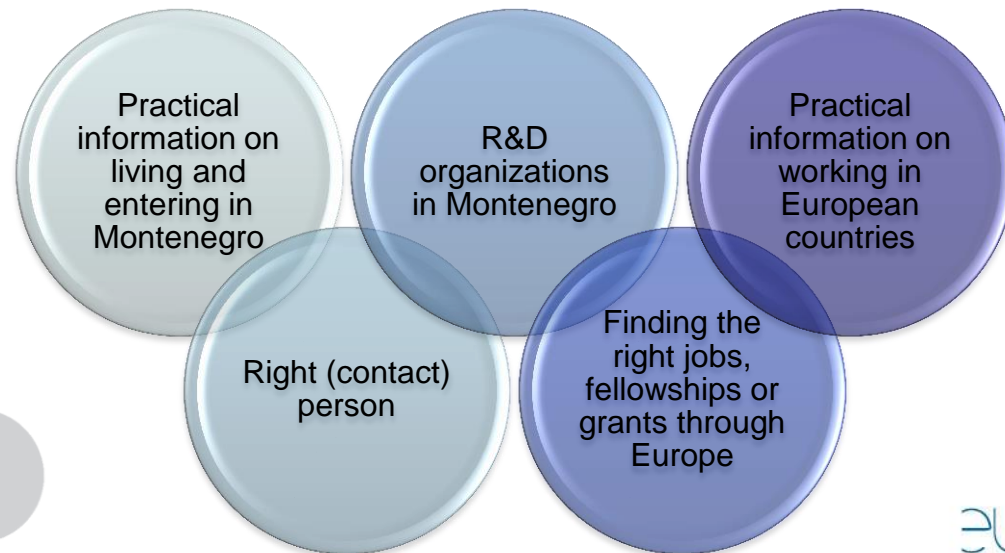 Practical
information on
living and
entering in
Montenegro
R&D
organizations
in Montenegro
Practical
information on
working in
European
countries
Right (contact)
person
Finding the
right jobs,
fellowships or
grants through
Europe